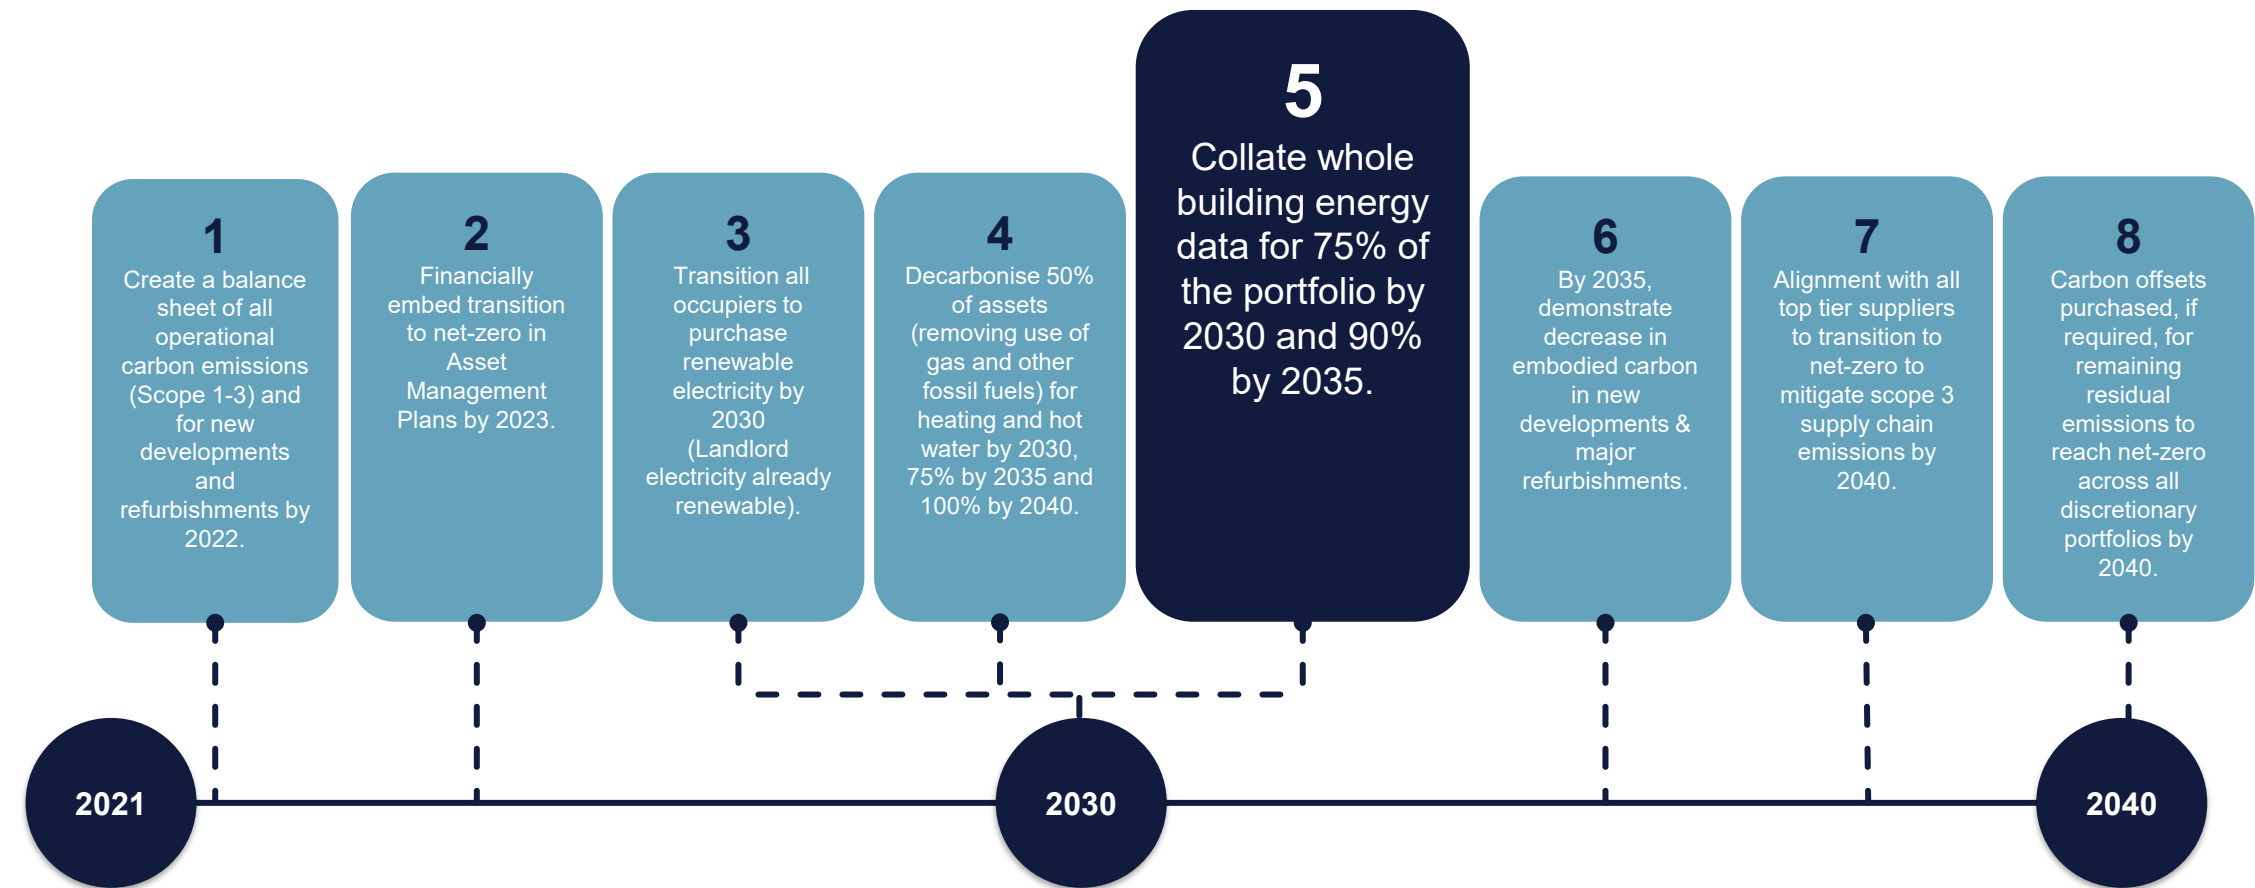 1
Create a balance
sheet of all
operational
carbon emissions
(Scope 1-3) and
for new
developments
and
refurbishments by
2022.
2
Financially
embed transition
to net-zero in
Asset
Management
Plans by 2023.
3
Transition all
occupiers to
purchase
renewable
electricity by
2030
(Landlord
electricity already
renewable).
4
Decarbonise 50%
of assets
(removing use of
gas and other
fossil fuels) for
heating and hot
water by 2030,
75% by 2035 and
100% by 2040.
5
Collate whole
building energy
data for 75% of
the portfolio by
2030 and 90%
by 2035.
6
By 2035,
demonstrate
decrease in
embodied carbon
in new
developments &
major
refurbishments.
7
Alignment with all
top tier suppliers
to transition to
net-zero to
mitigate scope 3
supply chain
emissions by
2040.
8
Carbon offsets
purchased, if
required, for
remaining
residual
emissions to
reach net-zero
across all
discretionary
portfolios by
2040.
2021
2030
2040